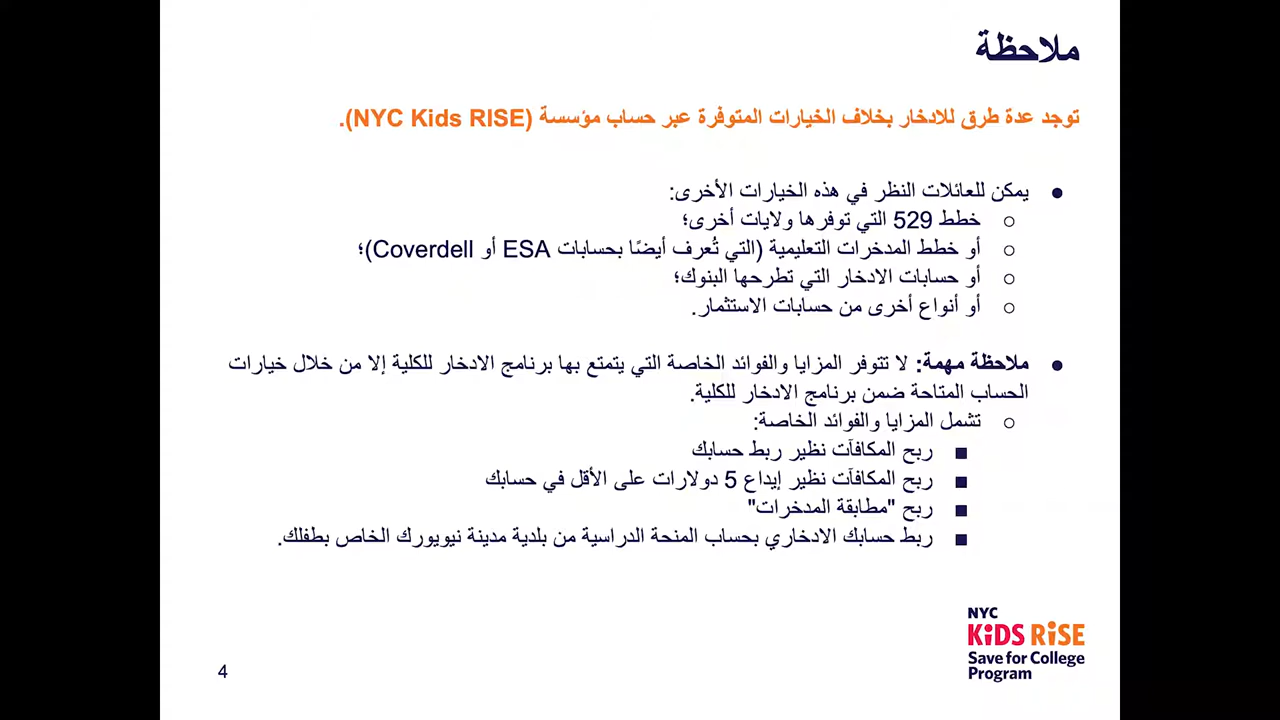 ملاحظة
توجد عدة طرق للادخار بخلاف الخيارات المتوفرة عبر حساب مؤسسة (NYC Kids RISE).
● يمكن للعائلات النظر في هذه الخيارات الأخرى:
○ خطط 529 التي توفرها ولايات أخرى؛
○ أو خطط المدخرات التعليمية (التي تُعرف أيضًا بحسابات ESA أو Coverdell)؛
○ أو حسابات الادخار التي تطرحها البنوك؛
○ أو أنواع أخرى من حسابات الاستثمار.
● ملاحظة مهمة: لا تتوفر المزايا والفوائد الخاصة التي يتمتع بها برنامج الادخار للكلية إلا من خلال خيارات
الحساب المتاحة ضمن برنامج الادخار للكلية.
○ تشمل المزايا والفوائد الخاصة:
■ ربح المكافآت نظير ربط حسابك
■ ربح المكافآت نظير إيداع 5 دولارات على الأقل في حسابك
■ ربح "مطابقة المدخرات"
■ ربط حسابك الادخاري بحساب المنحة الدراسية من بلدية مدينة نيويورك الخاص بطفلك.
NYC
KiDS RiSE
Save for College
Program
4